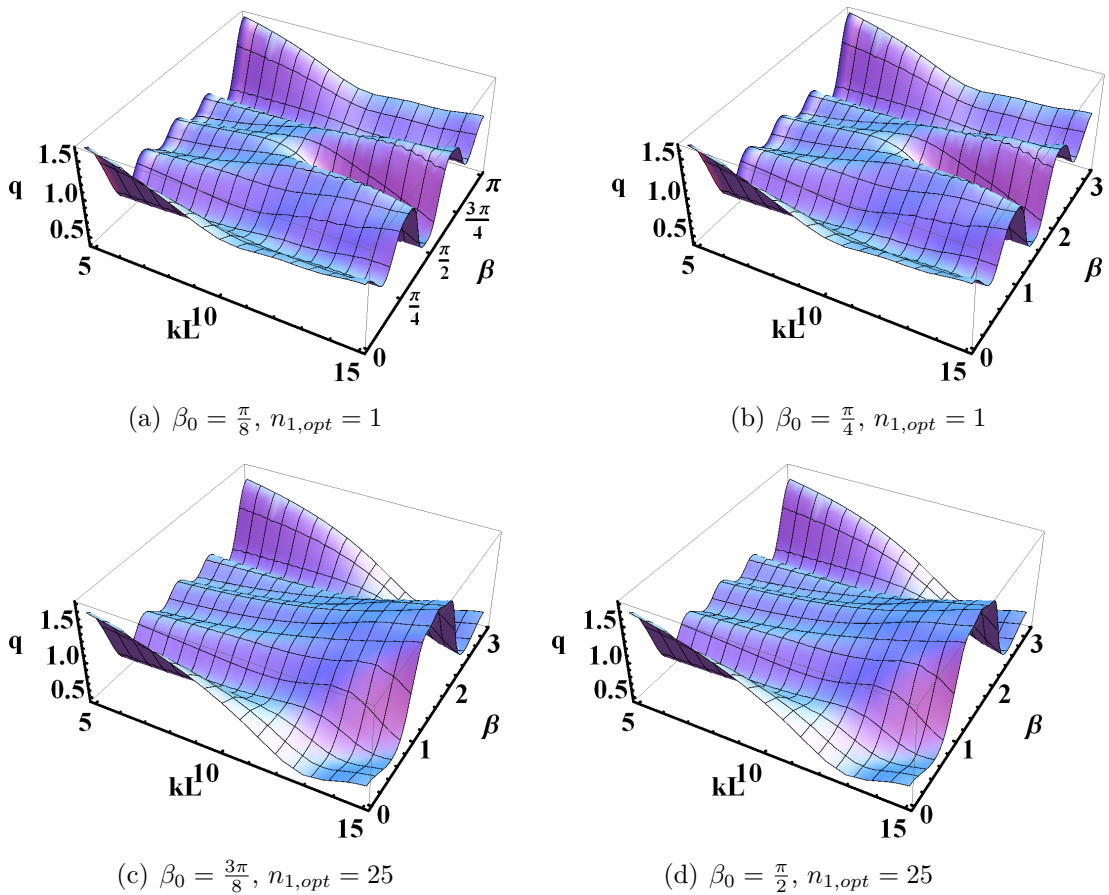 1.5
1.0
q
0.5
5
kL
10
15
0
π/4
π/2
3π/4
π
β
1.5
1.0
q
0.5
5
kL
10
15
0
1
2
3
β
(a) β₀ = π/8, n₁,opt = 1
(b) β₀ = π/4, n₁,opt = 1
1.5
q
1.0
0.5
5
kL
10
15
0
1
2
3
β
1.5
q
1.0
0.5
5
kL
10
15
0
1
2
3
β
(c) β₀ = 3π/8, n₁,opt = 25
(d) β₀ = π/2, n₁,opt = 25